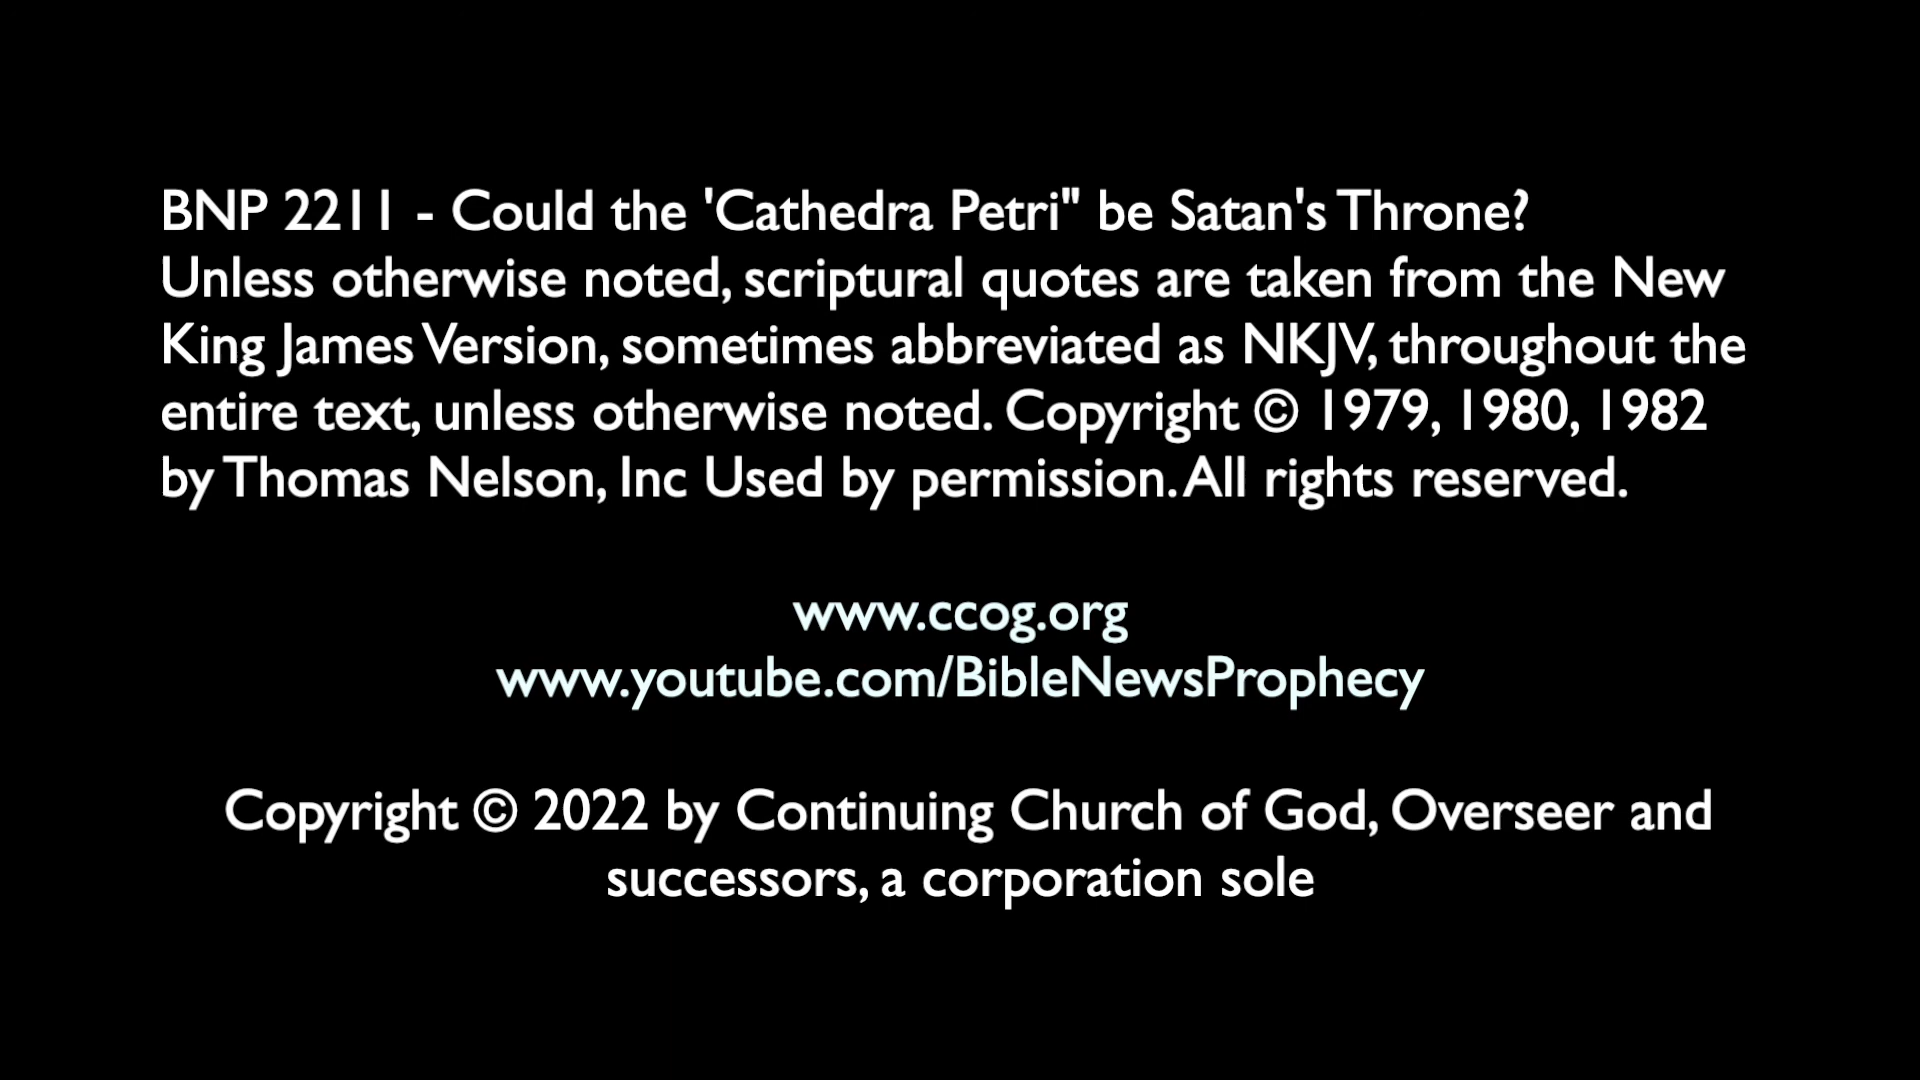 BNP 2211 - Could the 'Cathedra Petri" be Satan's Throne?
Unless otherwise noted, scriptural quotes are taken from the New
King James Version, sometimes abbreviated as NKJV, throughout the
entire text, unless otherwise noted. Copyright © 1979, 1980, 1982
by Thomas Nelson, Inc Used by permission. All rights reserved.
www.ccog.org
www.youtube.com/BibleNewsProphecy
Copyright © 2022 by Continuing Church of God, Overseer and
successors, a corporation sole